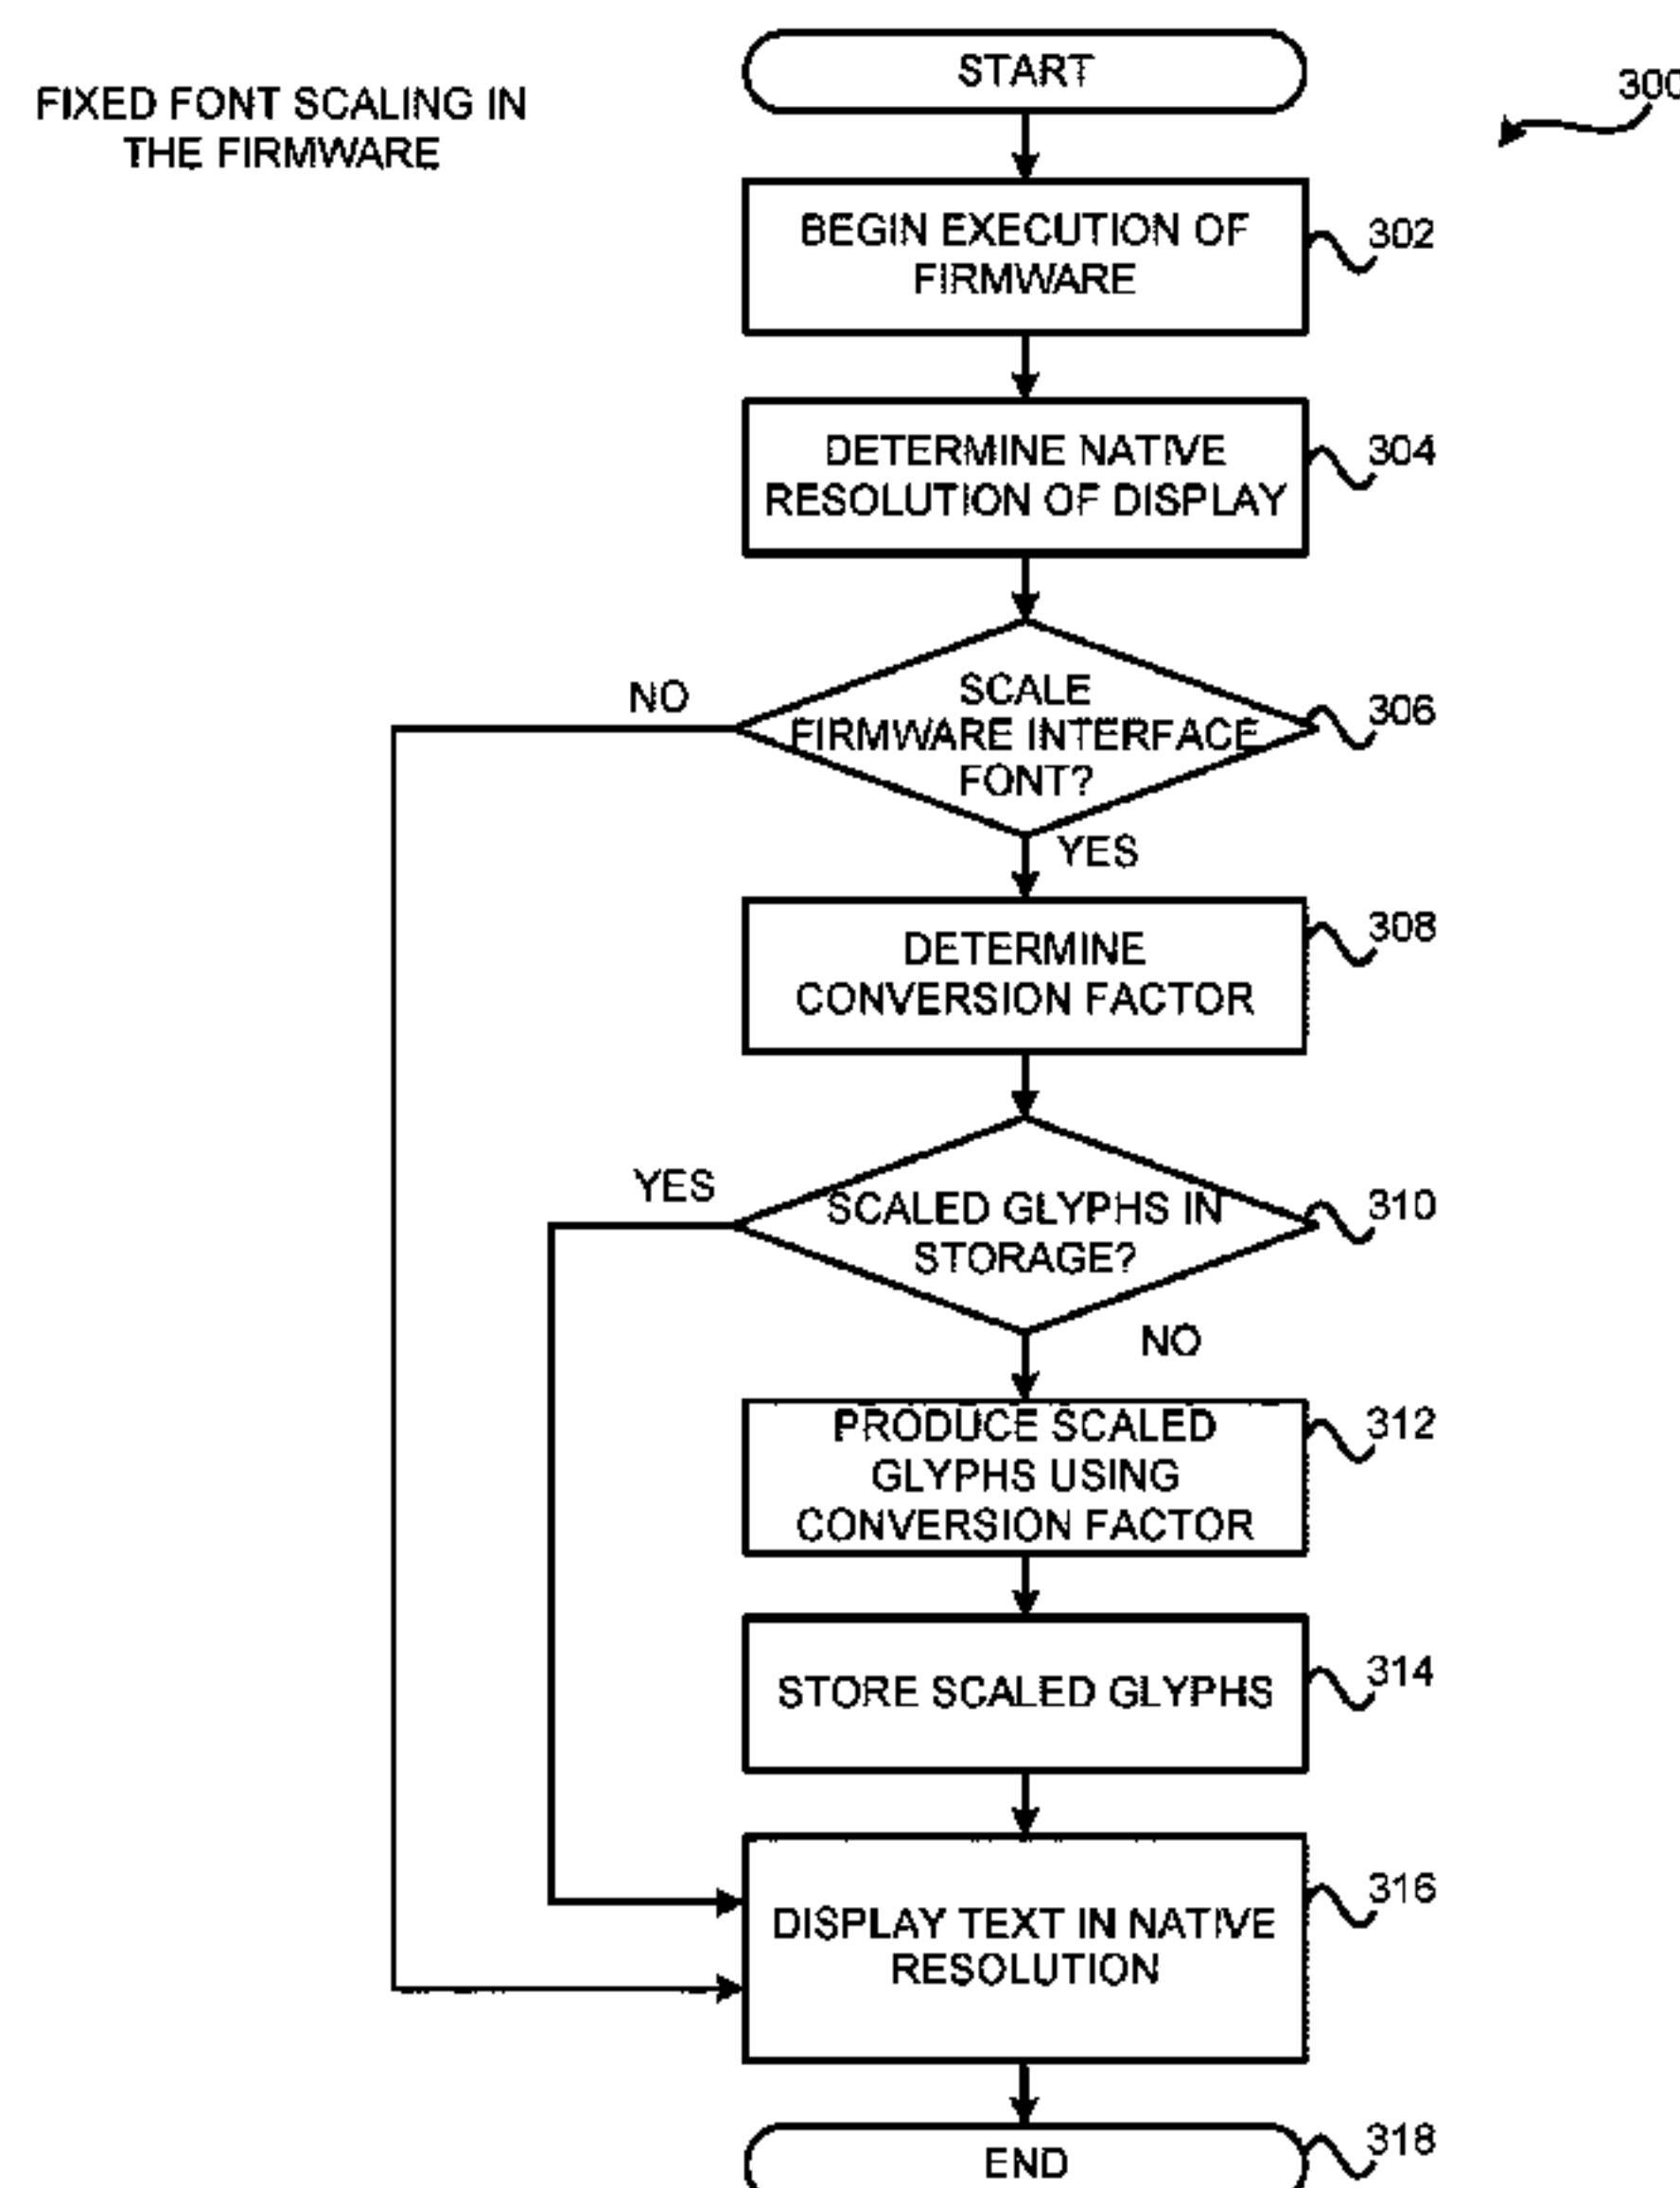 FIXED FONT SCALING IN
THE FIRMWARE
START
300
BEGIN EXECUTION OF
FIRMWARE
302
DETERMINE NATIVE
RESOLUTION OF DISPLAY
304
SCALE
FIRMWARE INTERFACE
FONT?
306
NO
YES
DETERMINE
CONVERSION FACTOR
308
SCALED GLYPHS IN
STORAGE?
310
YES
NO
PRODUCE SCALED
GLYPHS USING
CONVERSION FACTOR
312
STORE SCALED GLYPHS
314
DISPLAY TEXT IN NATIVE
RESOLUTION
316
END
318